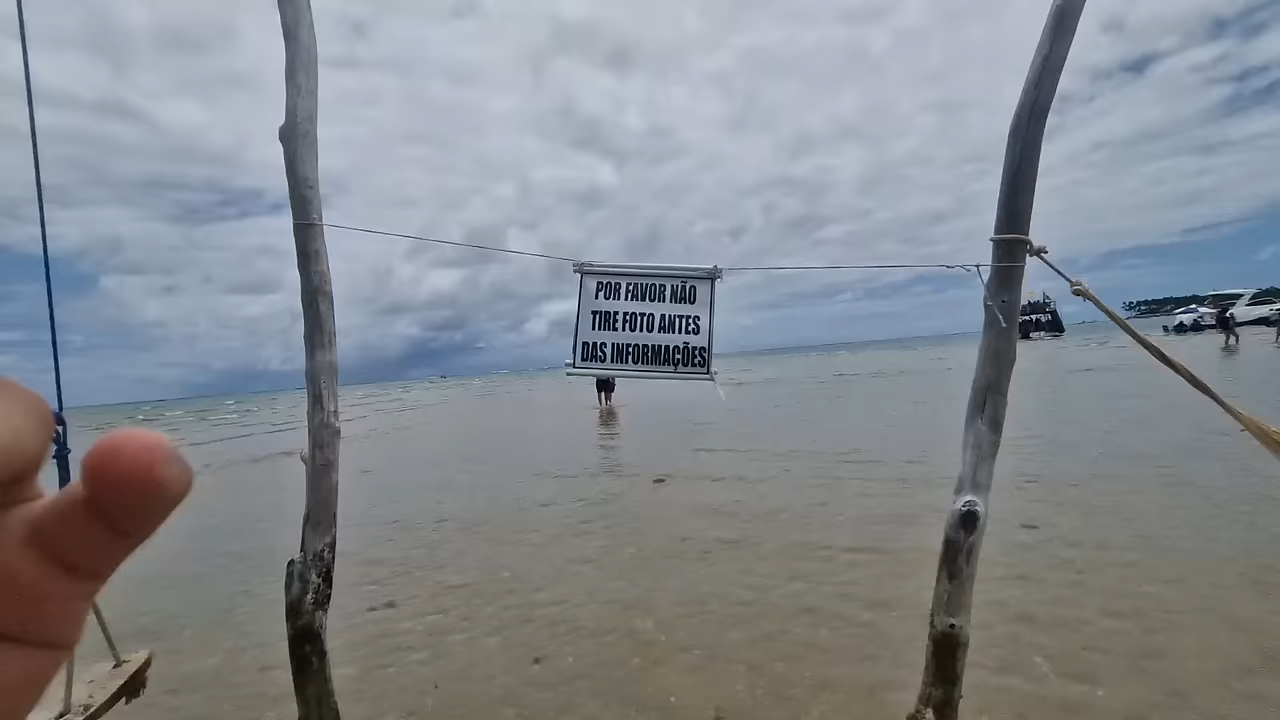 POR FAVOR NÃO
TIRE FOTO ANTES
DAS INFORMAÇÕES